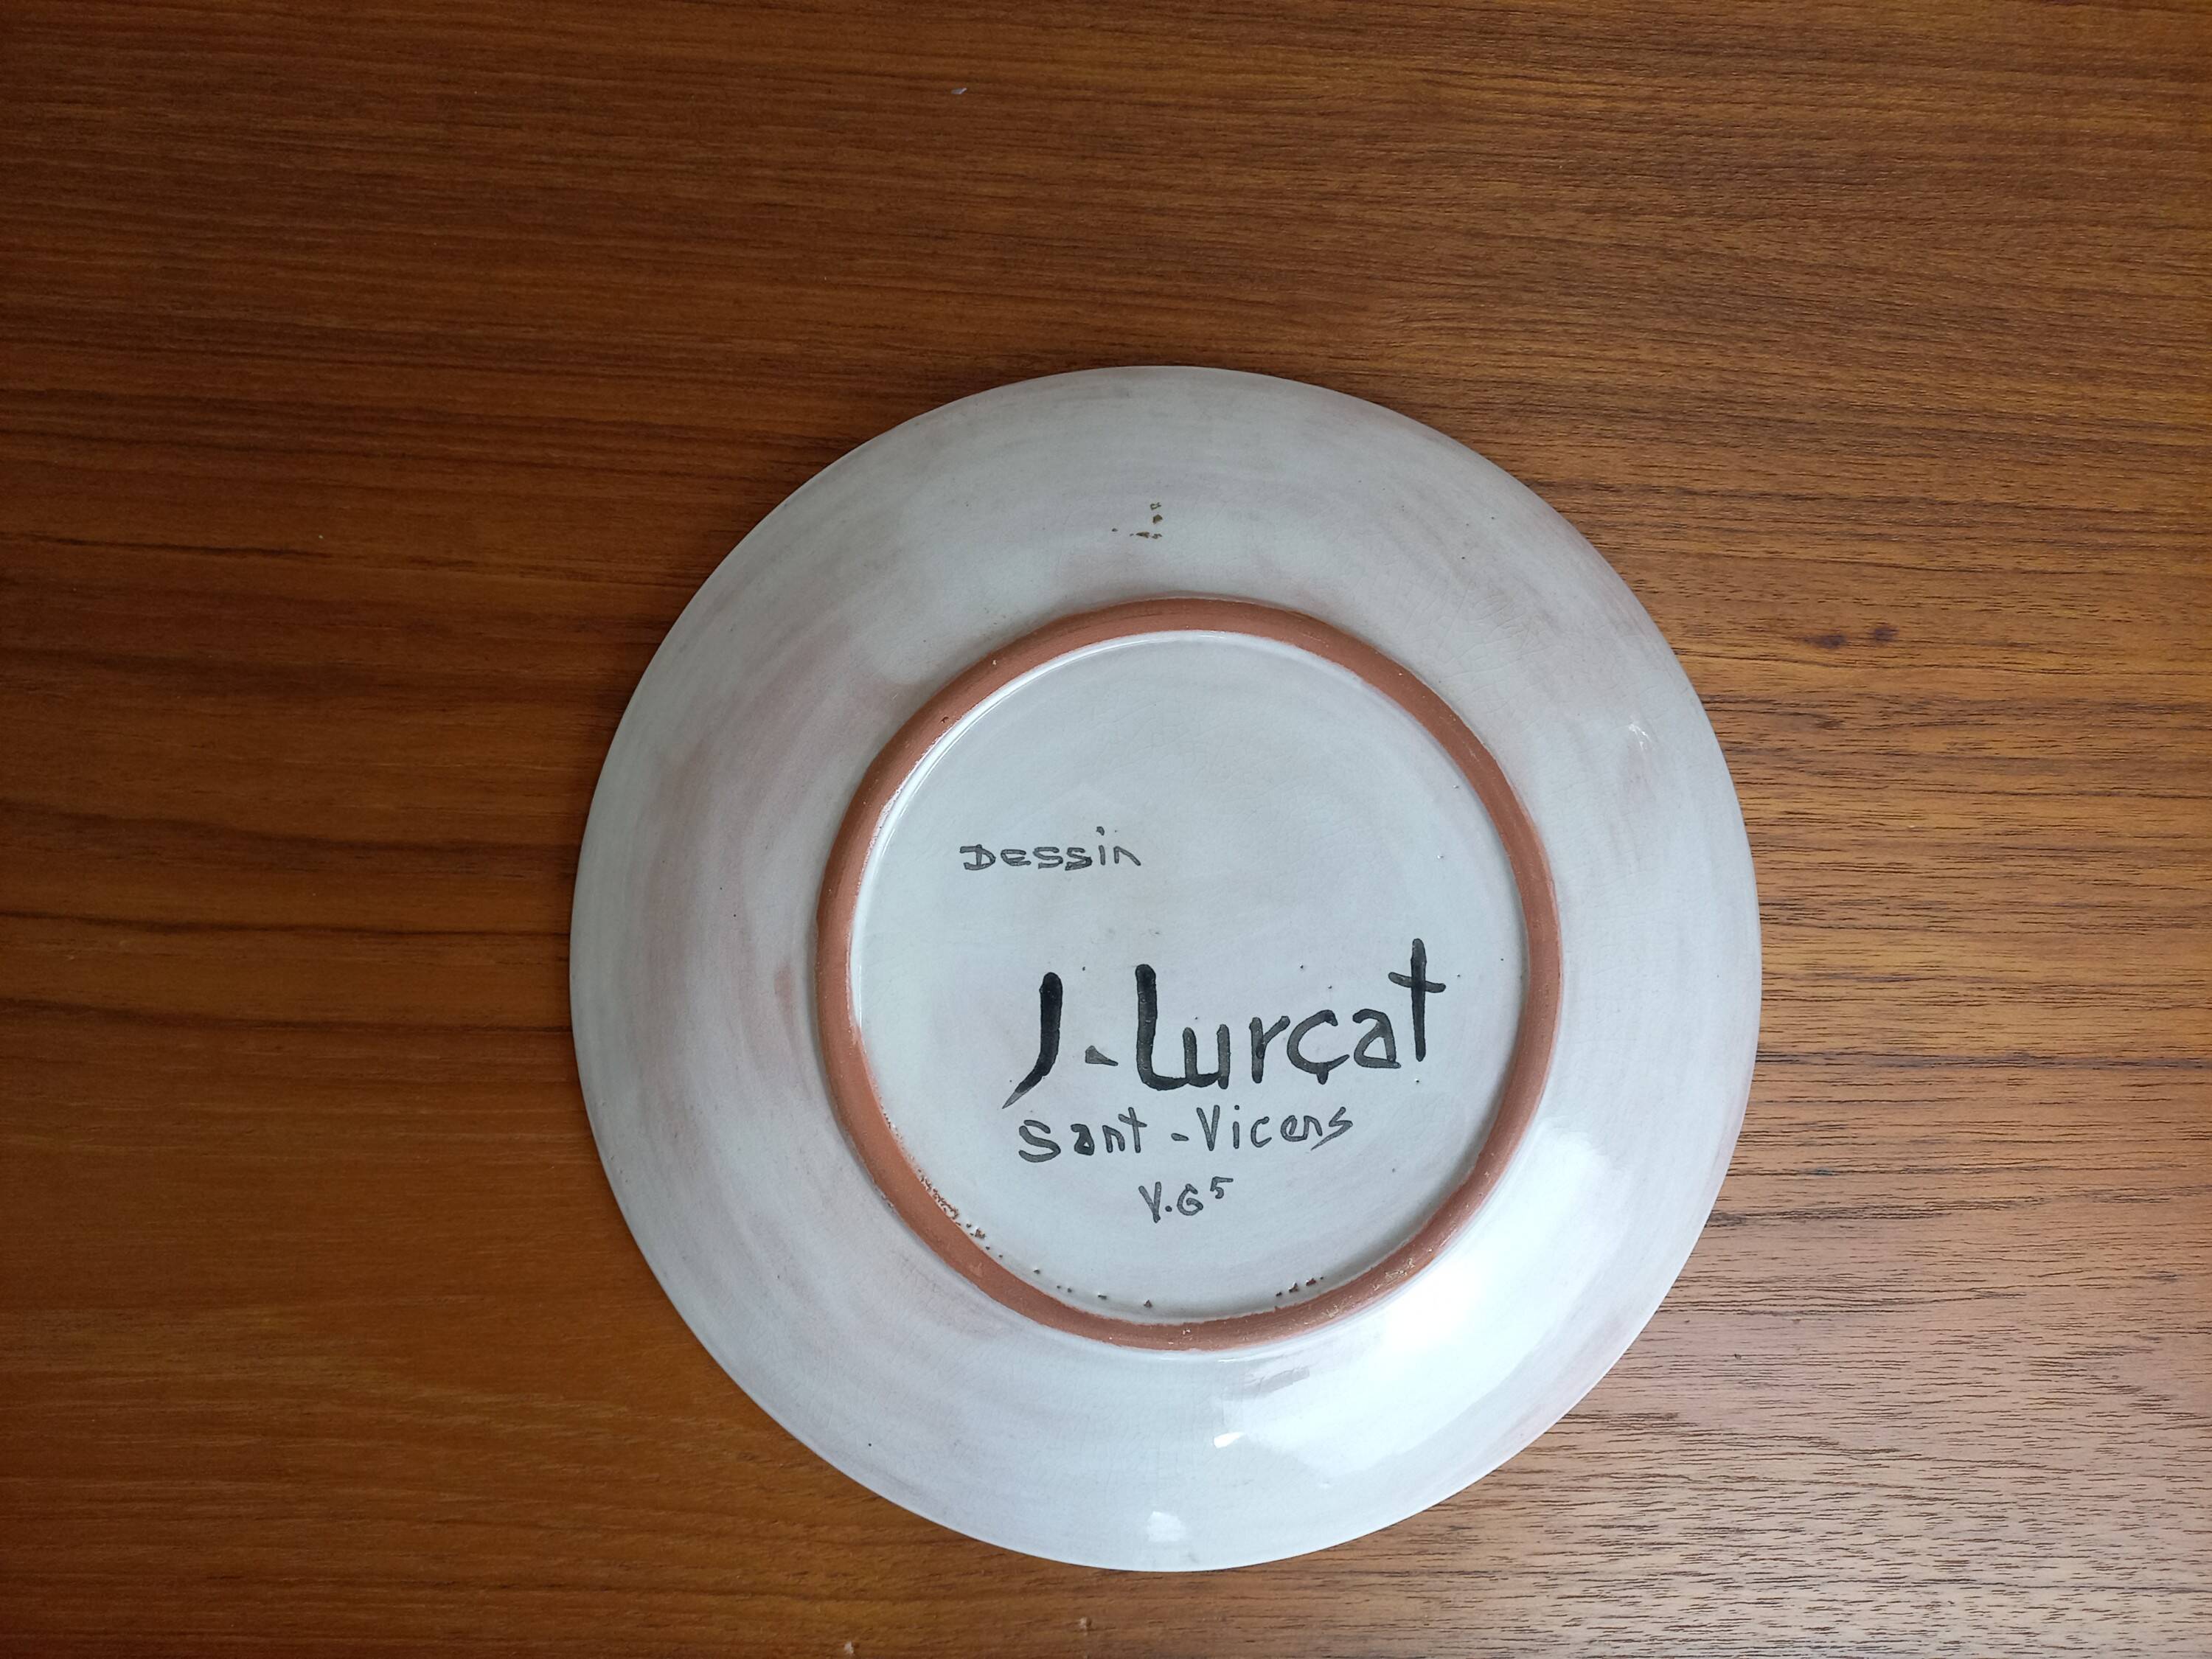 Dessin
J. Lurçat
Sant-Vicens
V.G5